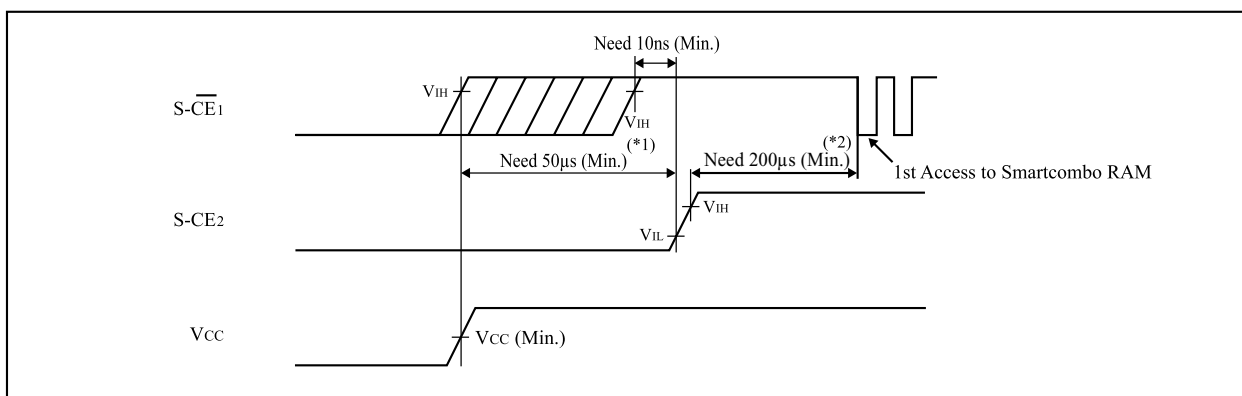 Need 10ns (Min.)
S-CE1
VIH
VIH
(*1)
(*2)
Need 50μs (Min.)
Need 200μs (Min.)
1st Access to Smartcombo RAM
S-CE2
VIH
VIL
VCC
VCC (Min.)